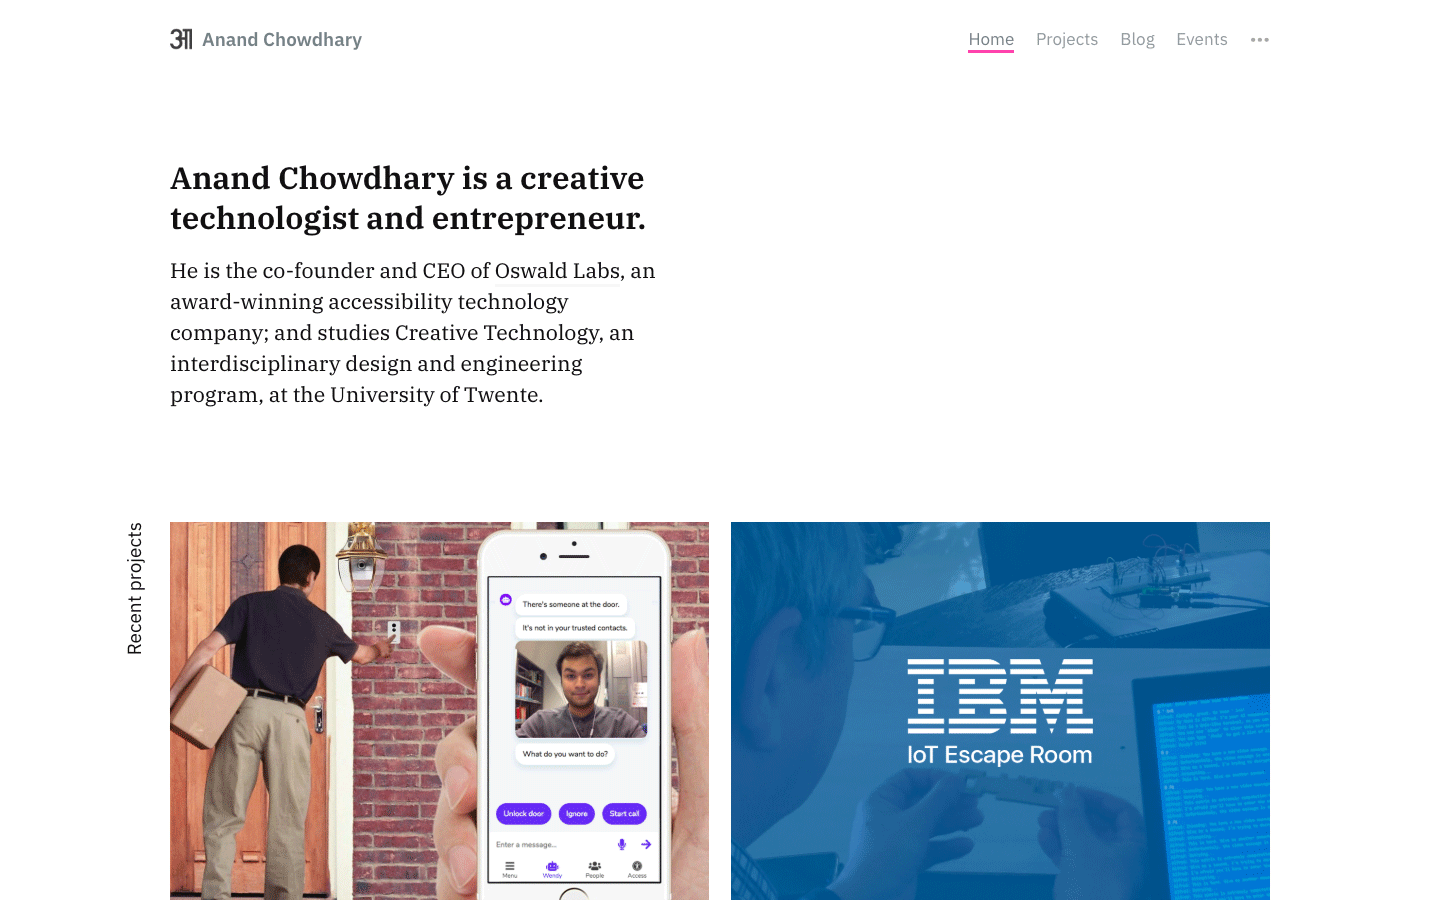 आ Anand Chowdhary
Home Projects Blog Events
Anand Chowdhary is a creative
technologist and entrepreneur.
He is the co-founder and CEO of Oswald Labs, an
award-winning accessibility technology
company; and studies Creative Technology, an
interdisciplinary design and engineering
program, at the University of Twente.
Recent projects
There's someone at the door.
It's not in your trusted contacts.
What do you want to do?
Unlock door Ignore Start call
Enter a message...
Menu Wendy People Access
IBM
IoT Escape Room